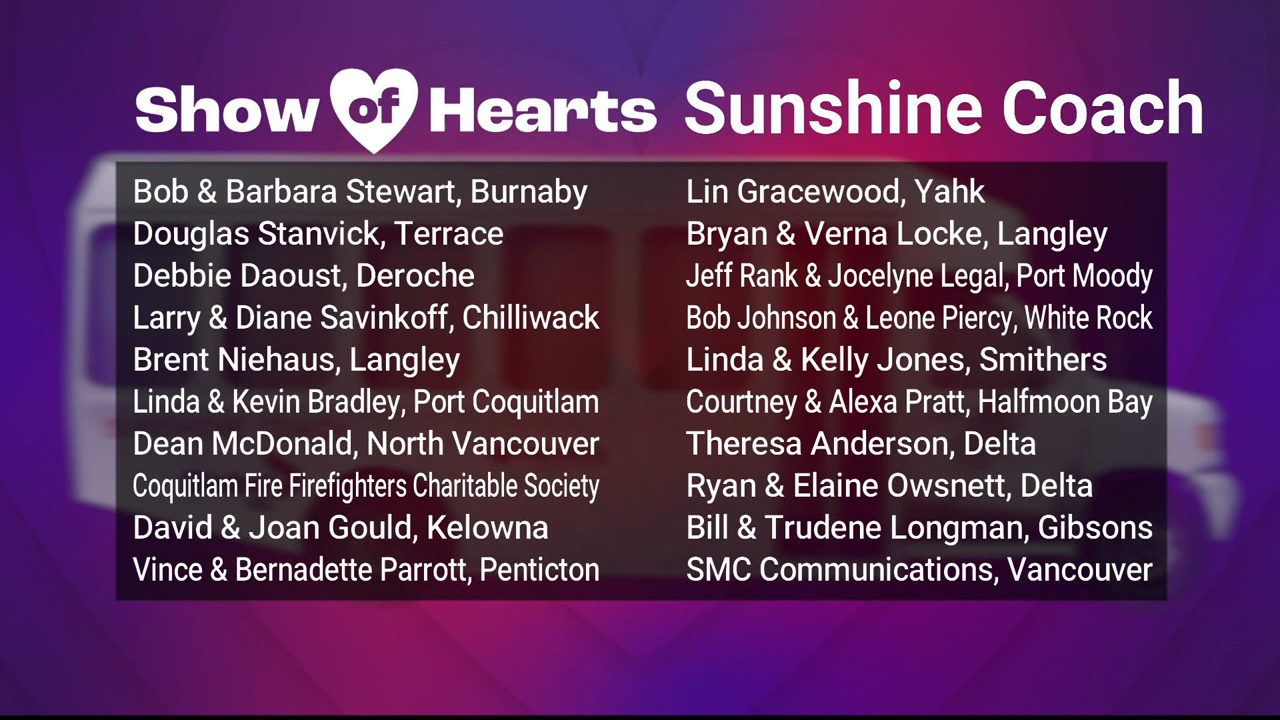 Show of Hearts Sunshine Coach
Bob & Barbara Stewart, Burnaby
Douglas Stanvick, Terrace
Debbie Daoust, Deroche
Larry & Diane Savinkoff, Chilliwack
Brent Niehaus, Langley
Linda & Kevin Bradley, Port Coquitlam
Dean McDonald, North Vancouver
Coquitlam Fire Firefighters Charitable Society
David & Joan Gould, Kelowna
Vince & Bernadette Parrott, Penticton
Lin Gracewood, Yahk
Bryan & Verna Locke, Langley
Jeff Rank & Jocelyne Legal, Port Moody
Bob Johnson & Leone Piercy, White Rock
Linda & Kelly Jones, Smithers
Courtney & Alexa Pratt, Halfmoon Bay
Theresa Anderson, Delta
Ryan & Elaine Owsnett, Delta
Bill & Trudene Longman, Gibsons
SMC Communications, Vancouver